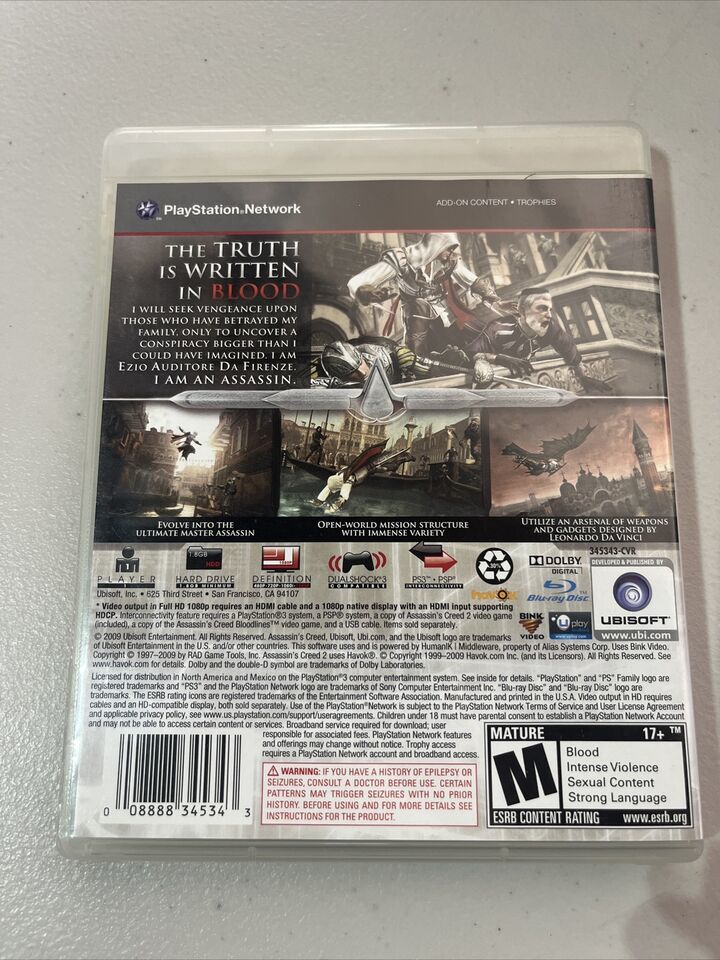 PlayStation®Network
ADD-ON CONTENT • TROPHIES
THE TRUTH
IS WRITTEN
IN BLOOD
I WILL SEEK VENGEANCE UPON
THOSE WHO HAVE BETRAYED MY
FAMILY, ONLY TO UNCOVER A
CONSPIRACY BIGGER THAN I
COULD HAVE IMAGINED. I AM
EZIO AUDITORE DA FIRENZE.
I AM AN ASSASSIN.
EVOLVE INTO THE
ULTIMATE MASTER ASSASSIN
OPEN-WORLD MISSION STRUCTURE
WITH IMMENSE VARIETY
UTILIZE AN ARSENAL OF WEAPONS
AND GADGETS DESIGNED BY
LEONARDO DA VINCI
345343-CVR
1
PLAYER
1.8GB
HDD
HARD DRIVE
DEFINITION
DUALSHOCK®3
COMPATIBLE
PS3™ • PSP®
INTERCONNECTIVITY
30%
havok
DOLBY
DIGITAL
Blu-ray Disc
BINK
VIDEO
uplay
DEVELOPED & PUBLISHED BY
UBISOFT
www.ubi.com
Ubisoft, Inc. • 625 Third Street • San Francisco, CA 94107
* Video output in Full HD 1080p requires an HDMI cable and a 1080p native display with an HDMI input supporting
HDCP. Interconnectivity feature requires a PlayStation®3 system, a PSP® system, a copy of Assassin's Creed 2 video game
(included), a copy of the Assassin's Creed Bloodlines™ video game, and a USB cable. Items sold separately.
© 2009 Ubisoft Entertainment. All Rights Reserved. Assassin's Creed, Ubisoft, Ubi.com, and the Ubisoft logo are trademarks
of Ubisoft Entertainment in the U.S. and/or other countries. This software uses and is powered by HumanIK | Middleware, property of Alias Systems Corp. Uses Bink Video.
Copyright © 1997–2009 by RAD Game Tools, Inc. Assassin's Creed 2 uses Havok®. © Copyright 1999–2009 Havok.com Inc. (and its Licensors). All Rights Reserved. See
www.havok.com for details. Dolby and the double-D symbol are trademarks of Dolby Laboratories.
Licensed for distribution in North America and Mexico on the PlayStation®3 computer entertainment system. See inside for details. "PlayStation" and "PS" Family logo are
registered trademarks and "PS3" and the PlayStation Network logo are trademarks of Sony Computer Entertainment Inc. "Blu-ray Disc" and "Blu-ray Disc" logo are
trademarks. The ESRB rating icons are registered trademarks of the Entertainment Software Association. Manufactured and printed in the U.S.A. Video output in HD requires
cables and an HD-compatible display, both sold separately. Use of the PlayStation®Network is subject to the PlayStation Network Terms of Service and User License Agreement
and applicable privacy policy, see www.us.playstation.com/support/useragreements. Children under 18 must have parental consent to establish a PlayStation Network Account
and may not be able to access certain content or services. Broadband service required for download; user
responsible for associated fees. PlayStation Network features
and offerings may change without notice. Trophy access
requires a PlayStation Network account and broadband access.
WARNING: IF YOU HAVE A HISTORY OF EPILEPSY OR
SEIZURES, CONSULT A DOCTOR BEFORE USE. CERTAIN
PATTERNS MAY TRIGGER SEIZURES WITH NO PRIOR
HISTORY. BEFORE USING AND FOR MORE DETAILS SEE
INSTRUCTIONS FOR THE PRODUCT.
0 08888 34534 3
MATURE 17+™
M
Blood
Intense Violence
Sexual Content
Strong Language
ESRB CONTENT RATING www.esrb.org